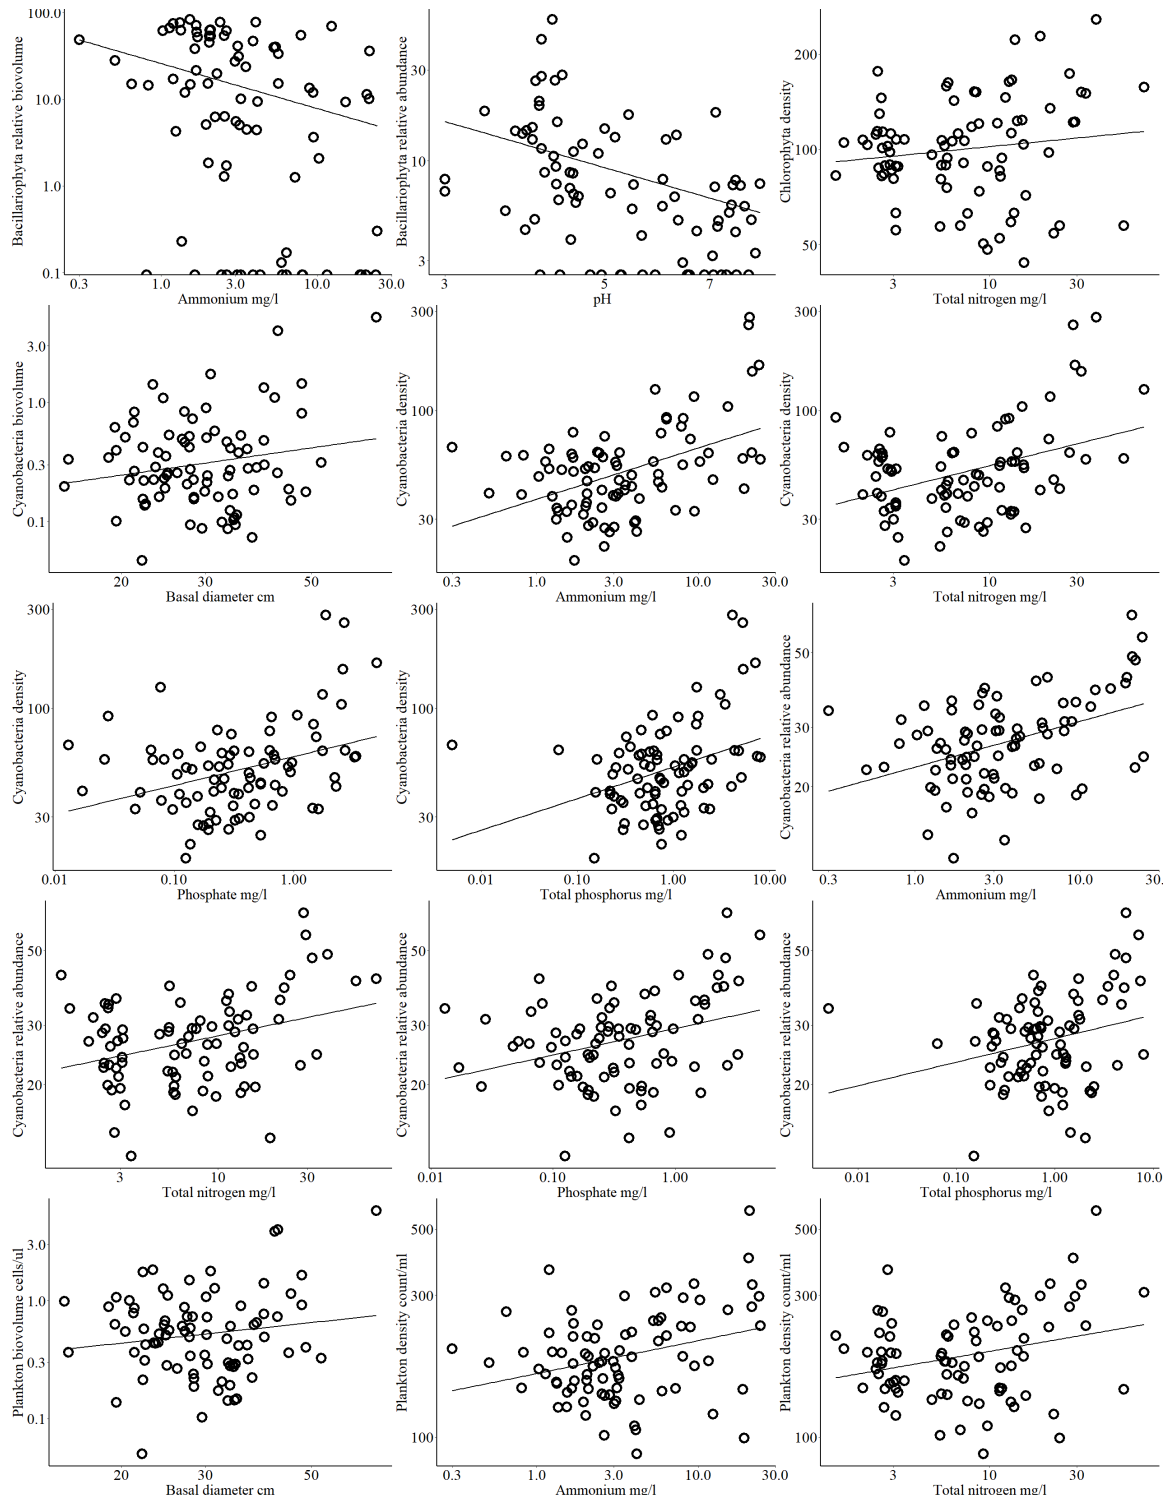 Bacillariophyta relative biovolume
100.0
10.0
1.0
0.1
0.3 1.0 3.0 10.0 30.0
Ammonium mg/l
Bacillariophyta relative abundance
30
10
3
3 5 7
pH
Chlorophyta density
200
100
50
3 10 30
Total nitrogen mg/l
Cyanobacteria biovolume
3.0
1.0
0.3
0.1
20 30 50
Basal diameter cm
Cyanobacteria density
300
100
30
0.3 1.0 3.0 10.0 30.0
Ammonium mg/l
Cyanobacteria density
300
100
30
3 10 30
Total nitrogen mg/l
Cyanobacteria density
300
100
30
0.01 0.10 1.00
Phosphate mg/l
Cyanobacteria density
300
100
30
0.01 0.10 1.00 10.00
Total phosphorus mg/l
Cyanobacteria relative abundance
50
30
20
0.3 1.0 3.0 10.0 30.
Ammonium mg/l
Cyanobacteria relative abundance
50
30
20
3 10 30
Total nitrogen mg/l
Cyanobacteria relative abundance
50
30
20
0.10 1.00
Phosphate mg/l
Cyanobacteria relative abundance
50
30
20
0.01 0.10 1.00 10.0
Total phosphorus mg/l
Plankton biovolume cells/ul
3.0
1.0
0.3
0.1
20 30 50
Basal diameter cm
Plankton density count/ml
500
300
100
0.3 1.0 3.0 10.0 30.0
Ammonium mg/l
Plankton density count/ml
500
300
100
3 10 30
Total nitrogen mg/l